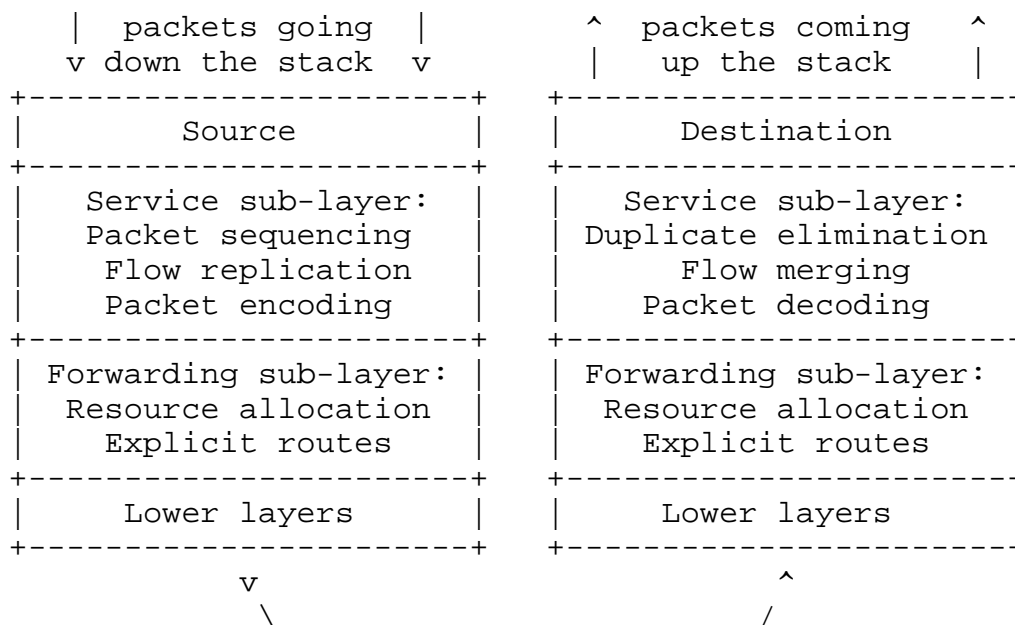 |  packets going  |       ^  packets coming   ^
v down the stack  v       |   up the stack    |
+-----------------------+   +-----------------------
|        Source         |   |      Destination
+-----------------------+   +-----------------------
|   Service sub-layer:  |   |   Service sub-layer:
|   Packet sequencing   |   | Duplicate elimination
|    Flow replication   |   |      Flow merging
|    Packet encoding    |   |    Packet decoding
+-----------------------+   +-----------------------
| Forwarding sub-layer: |   | Forwarding sub-layer:
|  Resource allocation  |   |  Resource allocation
|    Explicit routes    |   |    Explicit routes
+-----------------------+   +-----------------------
|     Lower layers      |   |     Lower layers
+-----------------------+   +-----------------------
            v                           ^
             \                         /